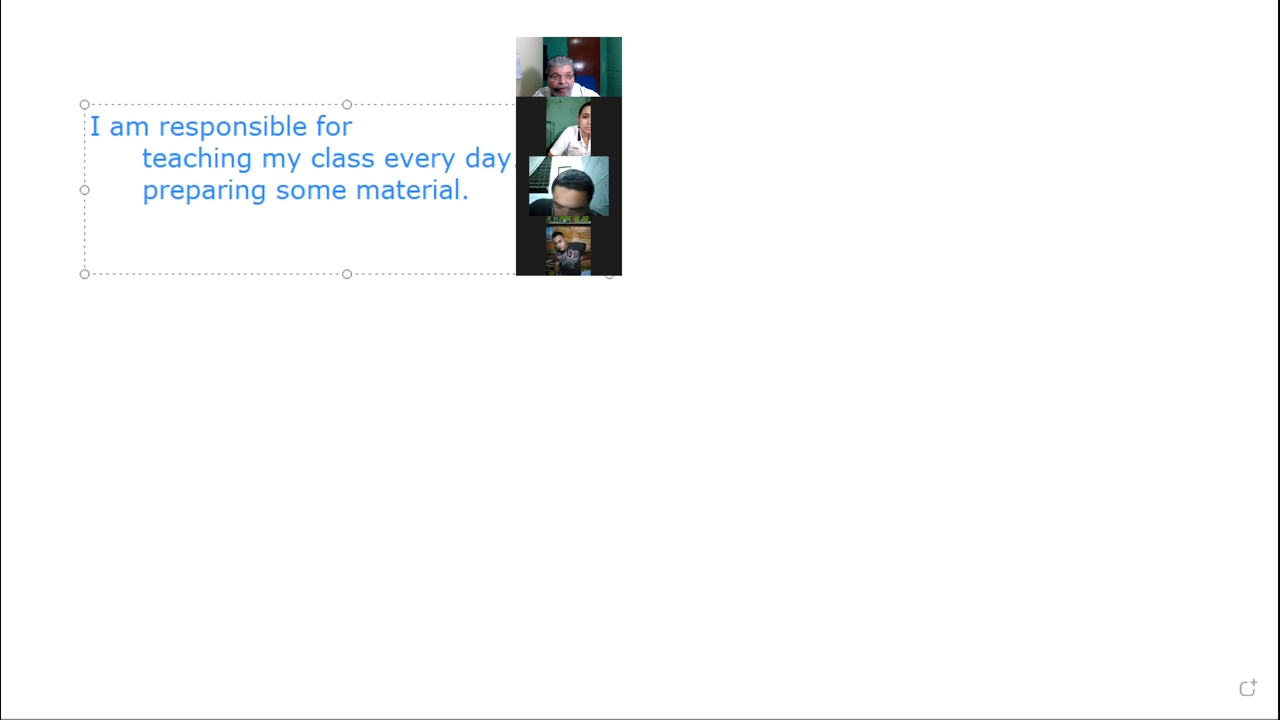 I am responsible for
teaching my class every day.
preparing some material.